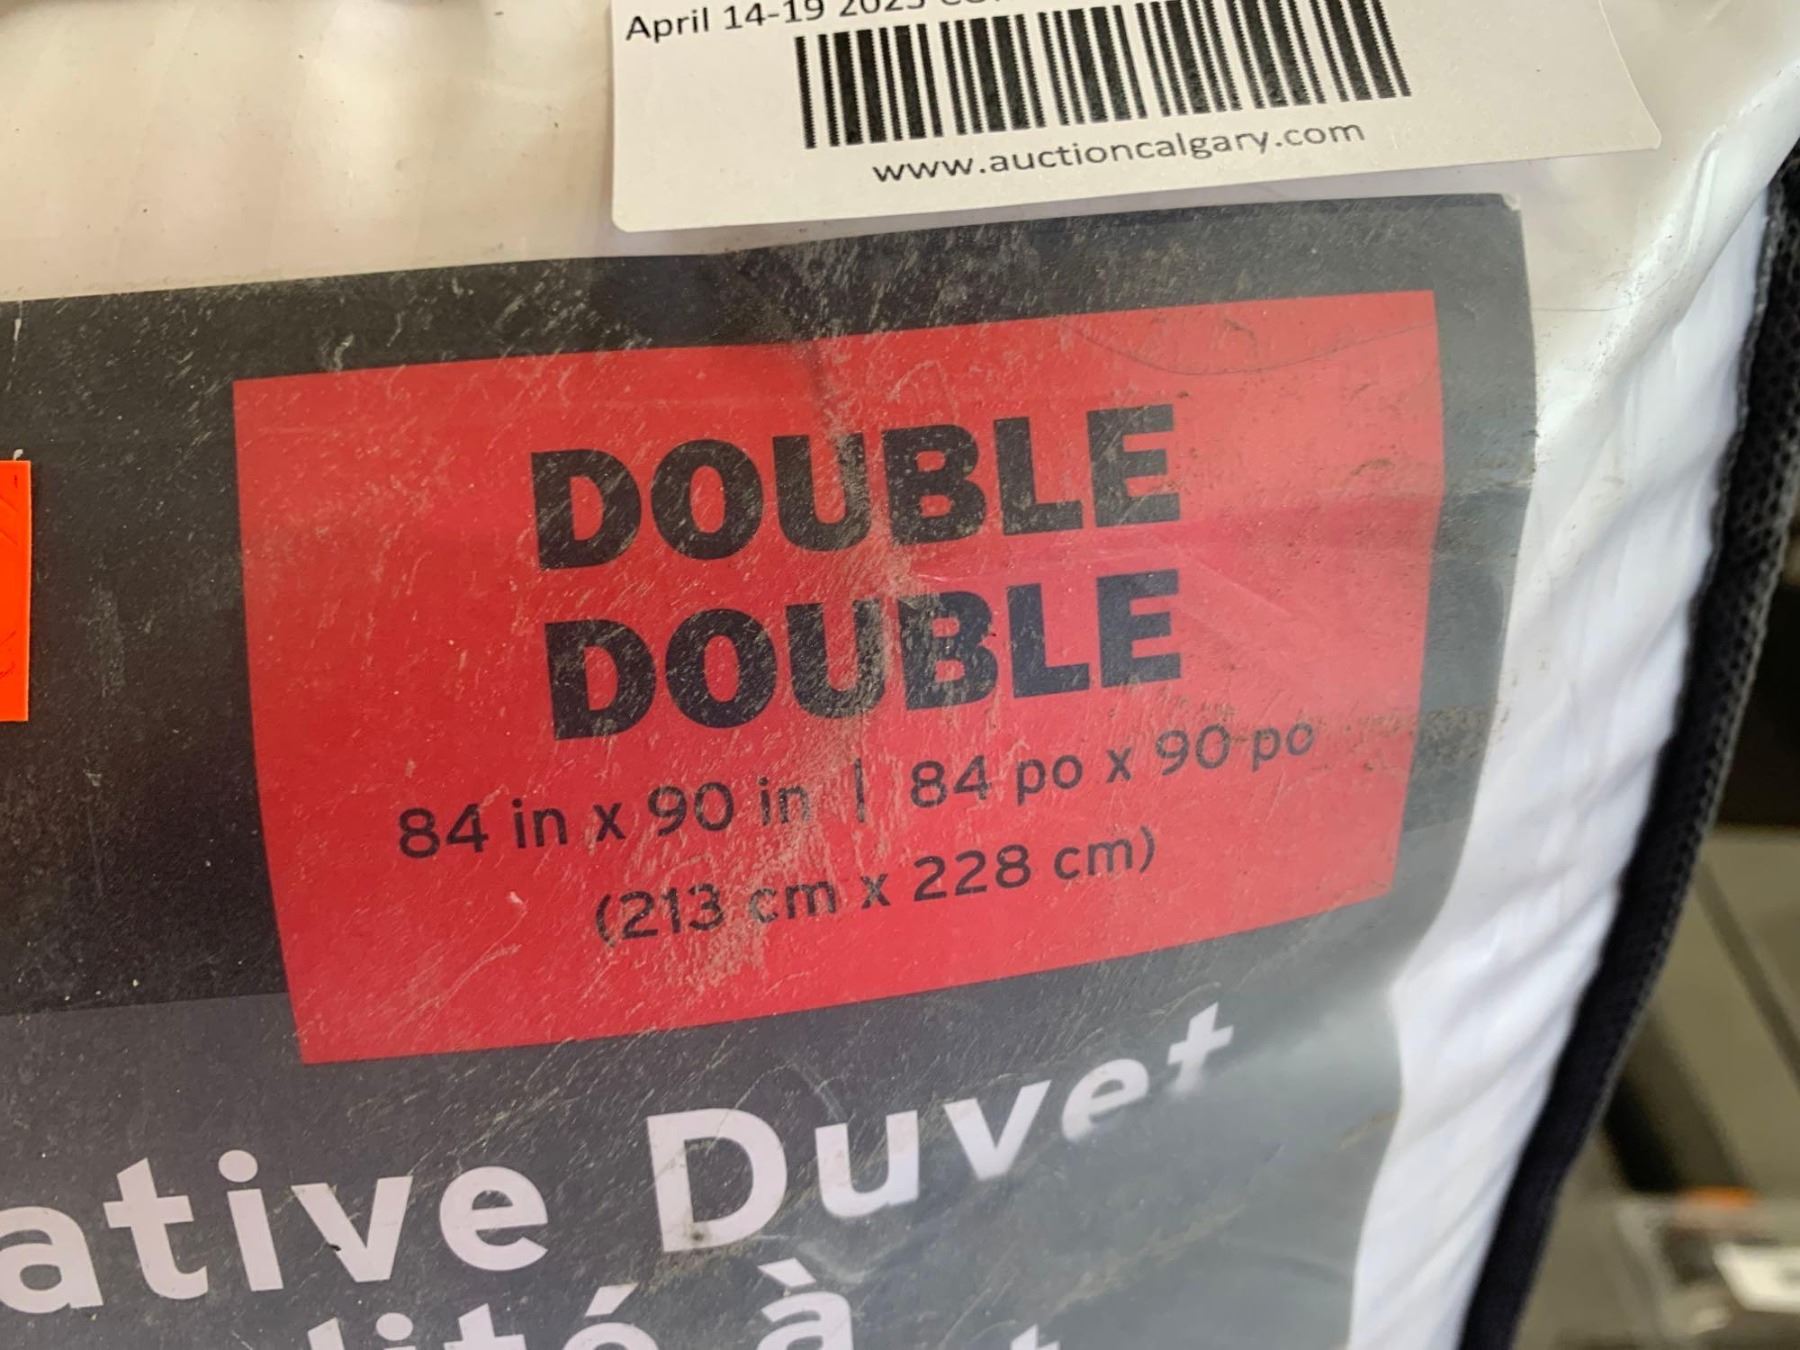 April 14-19 2025
www.auctioncalgary.com
DOUBLE
DOUBLE
84 in x 90 in | 84 po x 90 po
(213 cm x 228 cm)
ative Duvet
lité à